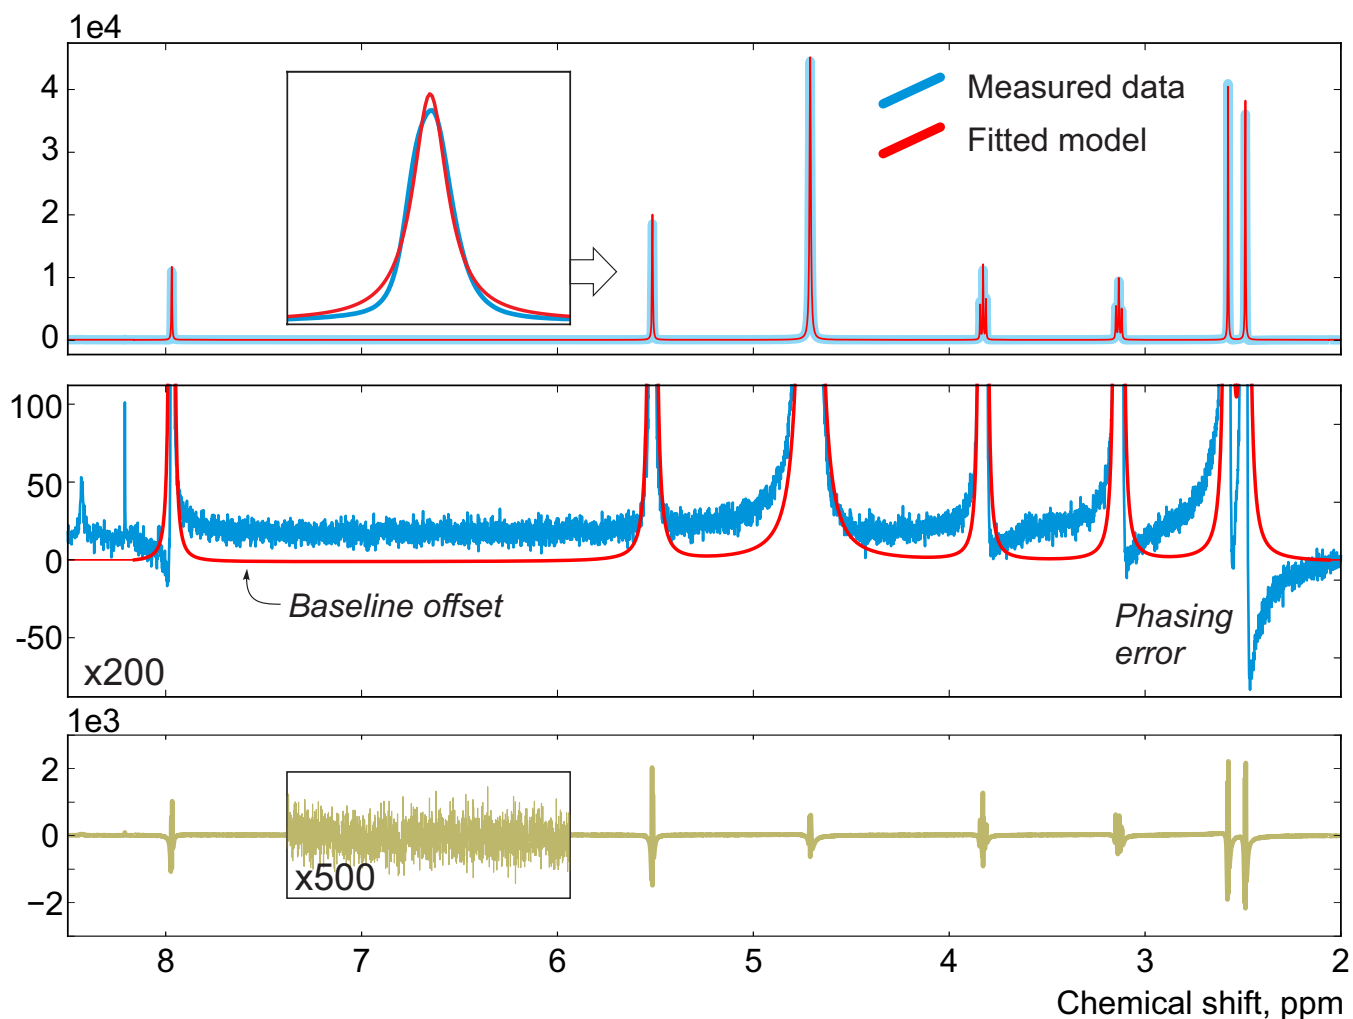 1e4
4
3
2
1
0
Measured data
Fitted model
100
50
0
-50
x200
Baseline offset
Phasing
error
1e3
2
0
−2
x500
8
7
6
5
4
3
2
Chemical shift, ppm